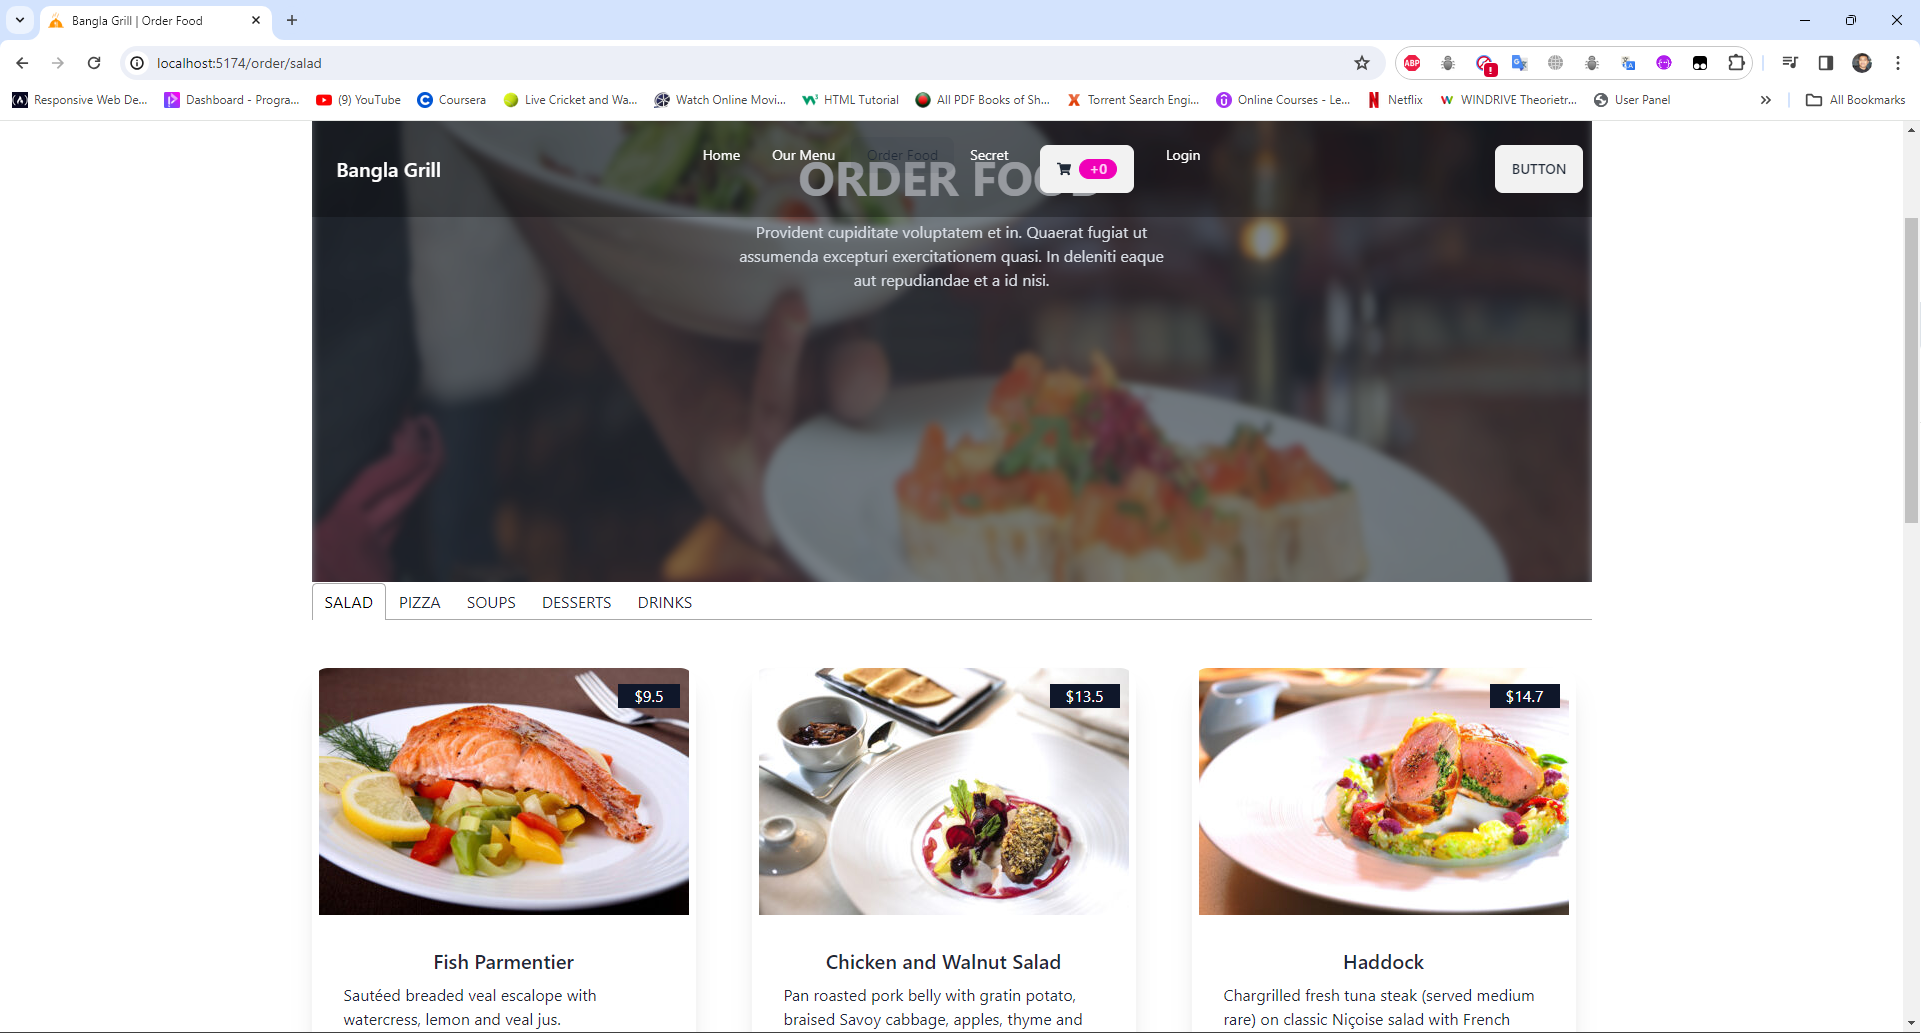 Bangla Grill | Order Food
localhost:5174/order/salad
ABP
Responsive Web De...
Dashboard - Progra...
(9) YouTube
Coursera
Live Cricket and Wa...
Watch Online Movi...
HTML Tutorial
All PDF Books of Sh...
Torrent Search Engi...
Online Courses - Le...
Netflix
WINDRIVE Theorietr...
User Panel
All Bookmarks
Bangla Grill
Home
Our Menu
Order Food
Secret
+0
Login
BUTTON
ORDER FOOD
Provident cupiditate voluptatem et in. Quaerat fugiat ut
assumenda excepturi exercitationem quasi. In deleniti eaque
aut repudiandae et a id nisi.
SALAD
PIZZA
SOUPS
DESSERTS
DRINKS
$9.5
$13.5
$14.7
Fish Parmentier
Sautéed breaded veal escalope with
watercress, lemon and veal jus.
Chicken and Walnut Salad
Pan roasted pork belly with gratin potato,
braised Savoy cabbage, apples, thyme and
Haddock
Chargrilled fresh tuna steak (served medium
rare) on classic Niçoise salad with French